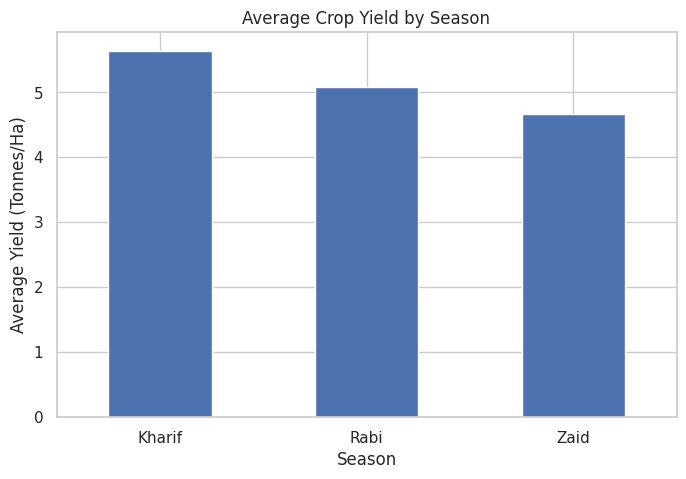 Average Crop Yield by Season
Average Yield (Tonnes/Ha)
5
4
3
2
1
0
Kharif
Rabi
Zaid
Season